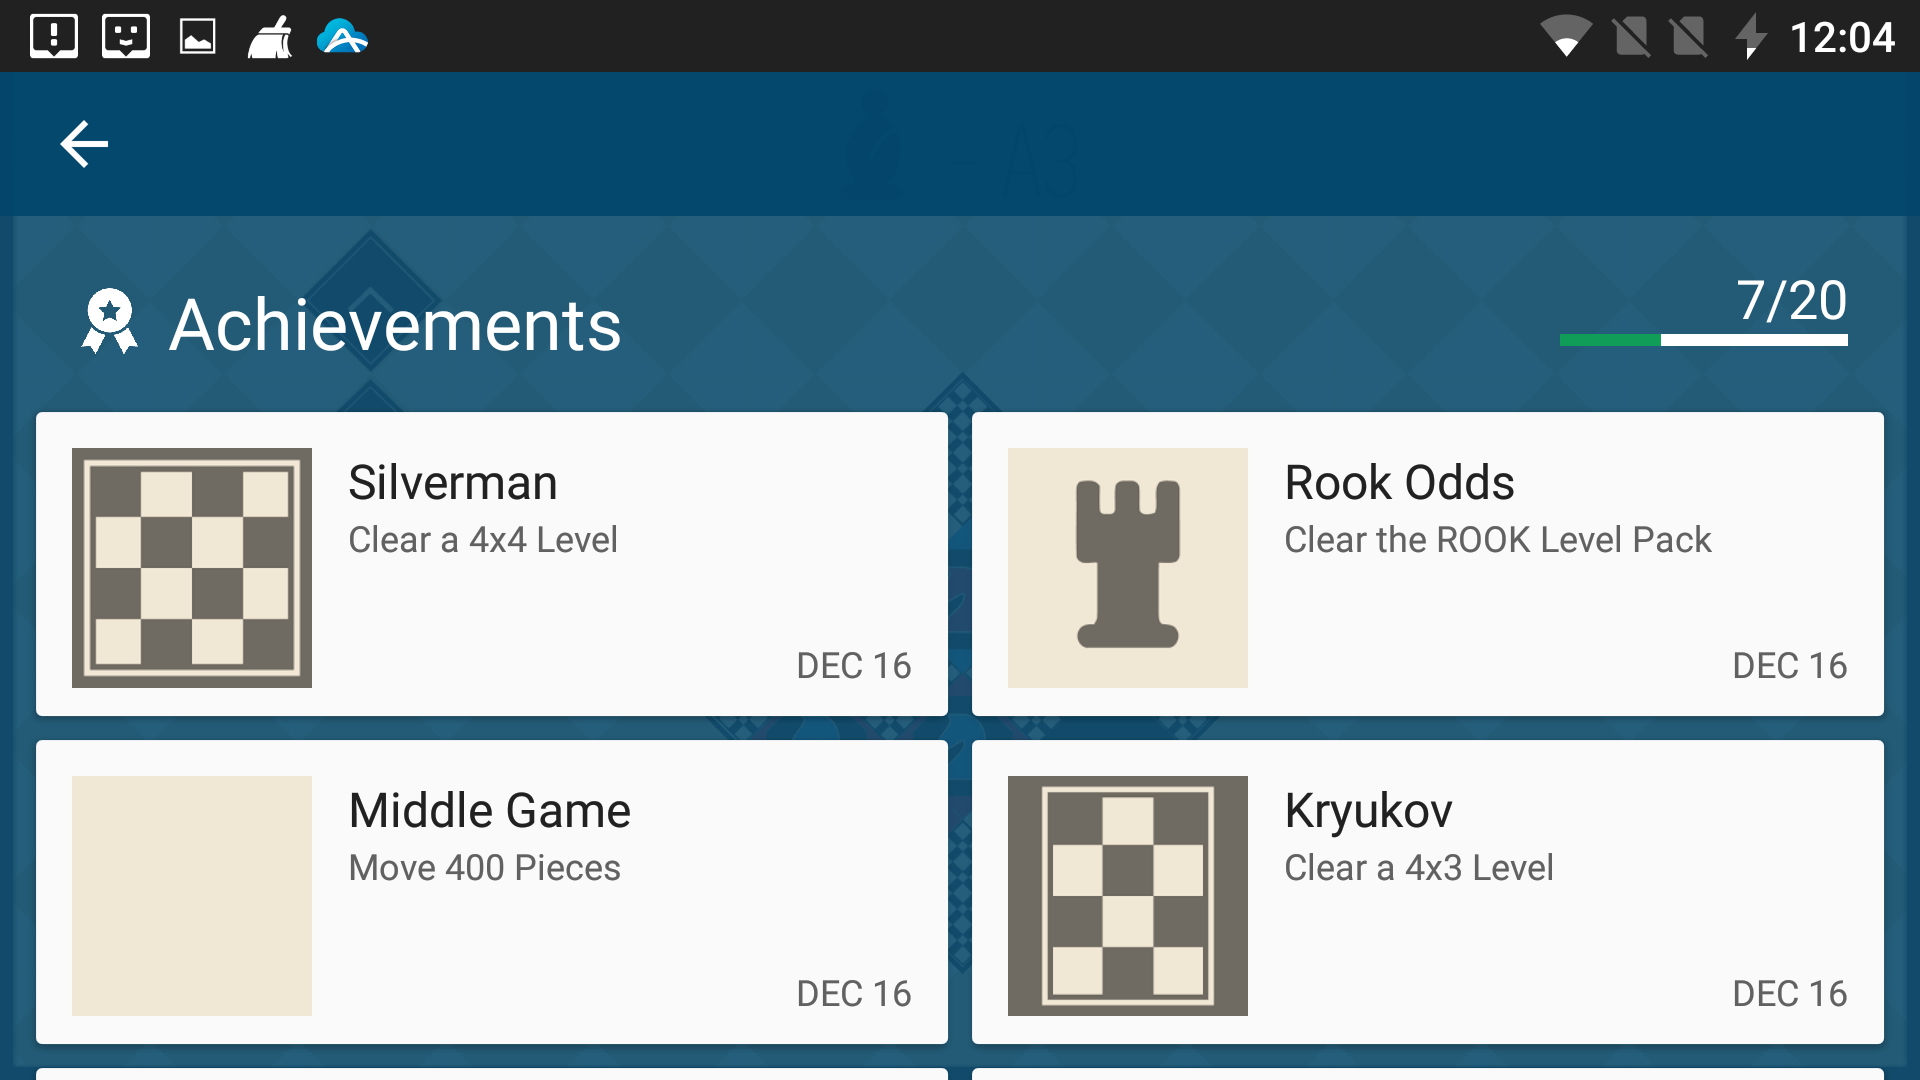 12:04
- A3
Achievements
7/20
Silverman
Clear a 4x4 Level
DEC 16
Rook Odds
Clear the ROOK Level Pack
DEC 16
Middle Game
Move 400 Pieces
DEC 16
Kryukov
Clear a 4x3 Level
DEC 16